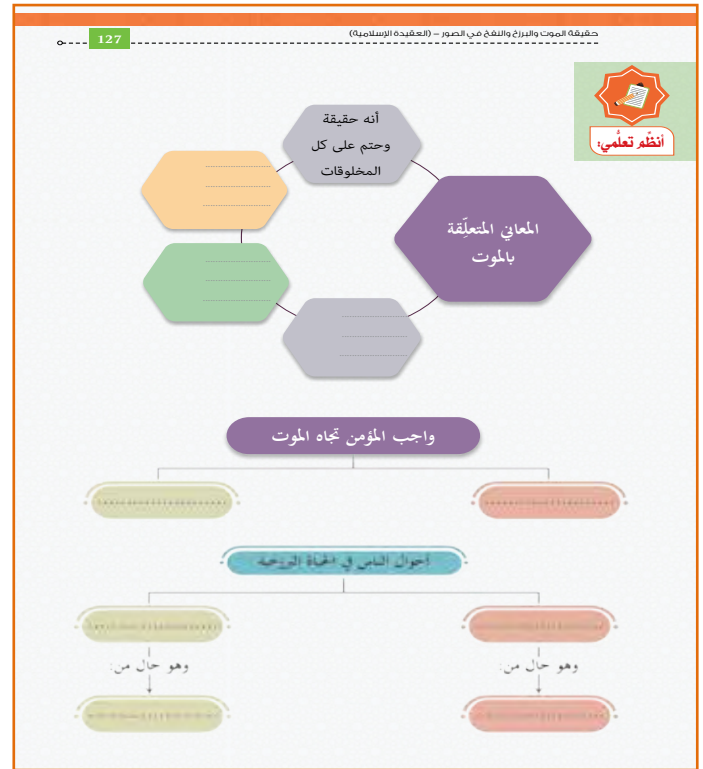 حقيقة الموت والبرزخ والنفخ في الصور – (العقيدة الإسلامية)
127
أنظّم تعلُّمي:
أنه حقيقة
وحتم على كل
المخلوقات
المعاني المتعلِّقة
بالموت
واجب المؤمن تجاه الموت
أحوال الناس في الحياة البرزخية
وهو حال من:
وهو حال من: